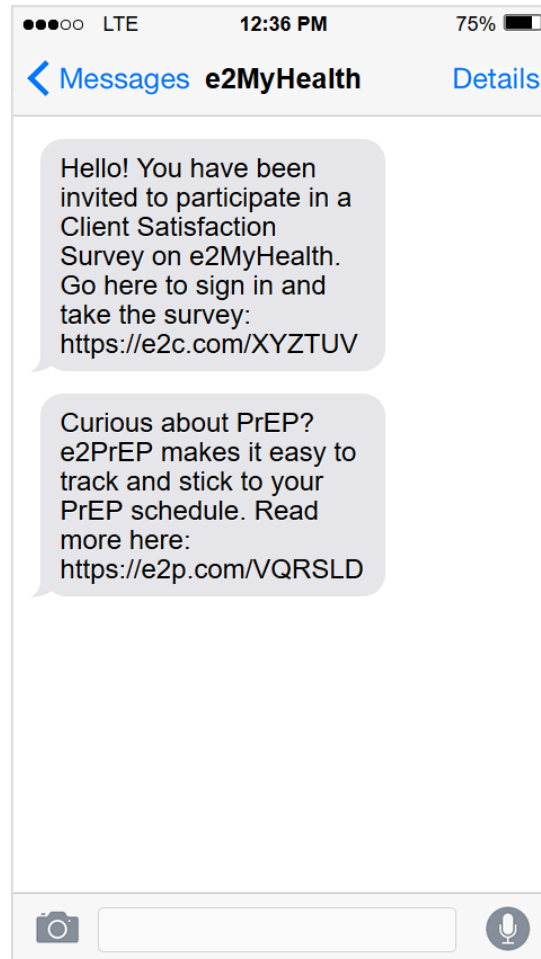 LTE 12:36 PM 75%
Messages e2MyHealth Details
Hello! You have been
invited to participate in a
Client Satisfaction
Survey on e2MyHealth.
Go here to sign in and
take the survey:
https://e2c.com/XYZTUV
Curious about PrEP?
e2PrEP makes it easy to
track and stick to your
PrEP schedule. Read
more here:
https://e2p.com/VQRSLD